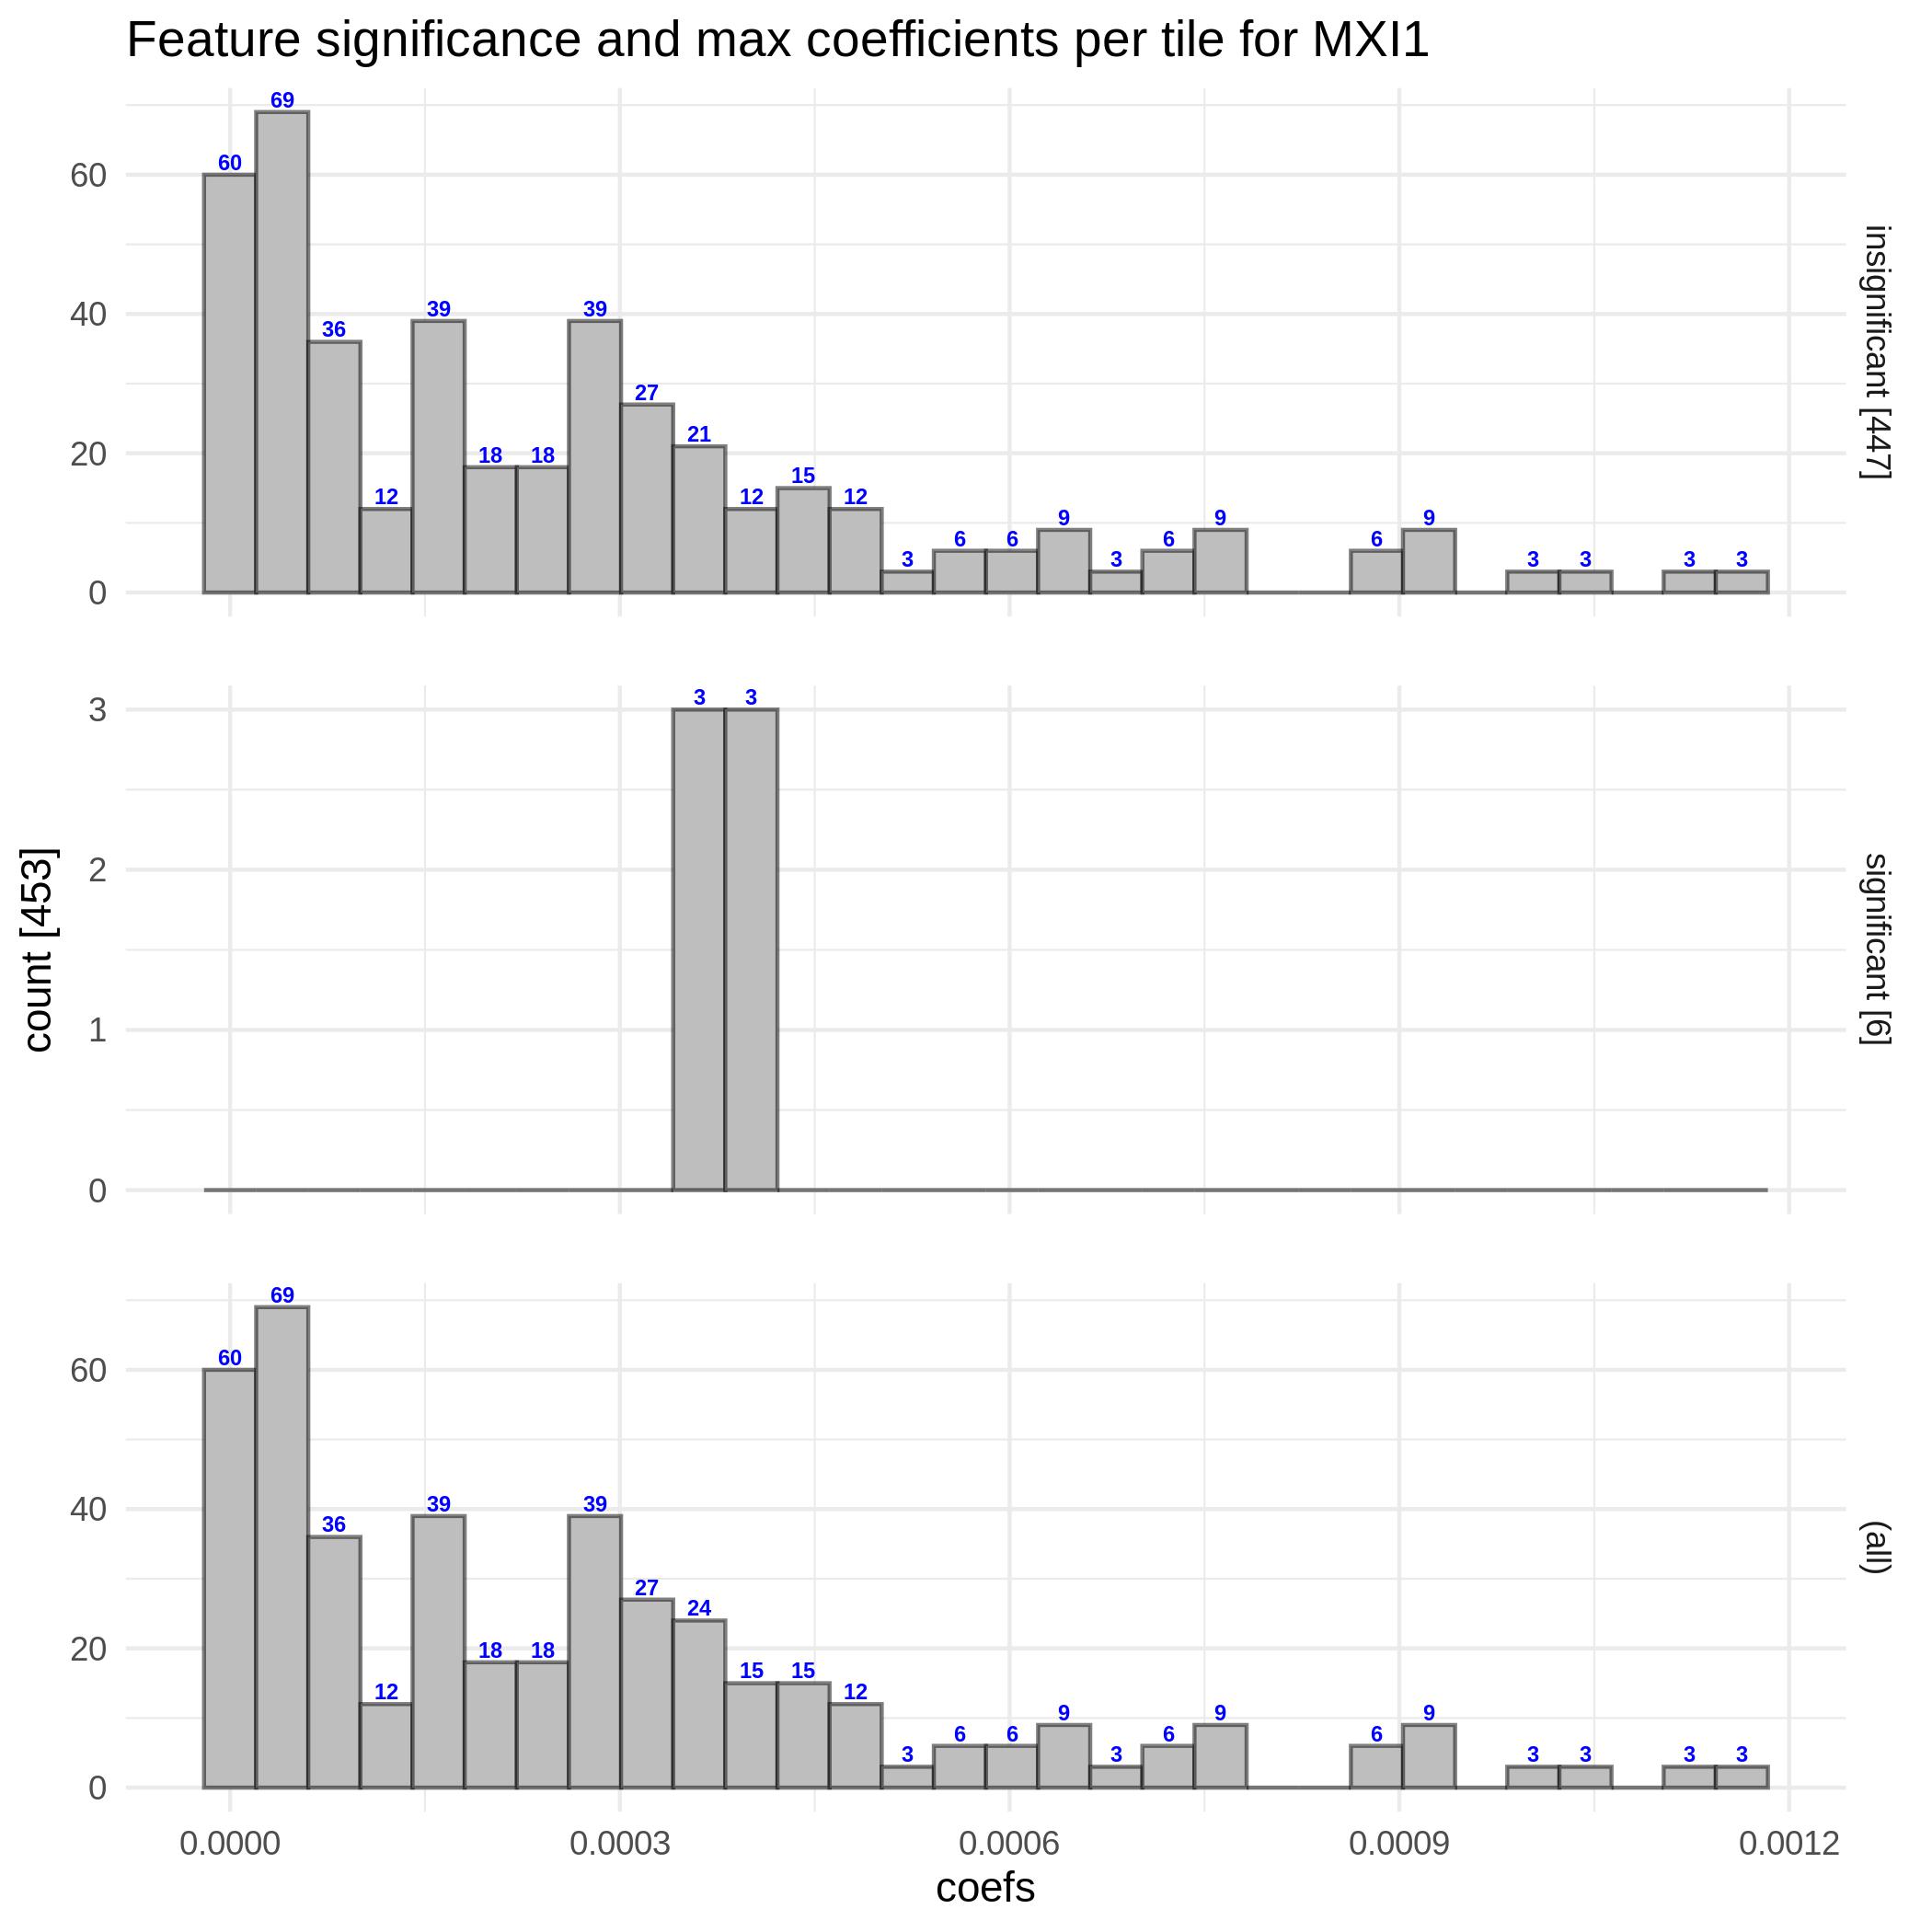 Feature significance and max coefficients per tile for MXI1
60 69 36 12 39 18 18 39 27 21 12 15 12 3 6 6 9 3 6 9 6 9 3 3 3 3
60
40
20
0
insignificant [447]
3 3
3
2
1
0
significant [6]
count [453]
60 69 36 12 39 18 18 39 27 24 15 15 12 3 6 6 9 3 6 9 6 9 3 3 3 3
60
40
20
0
(all)
0.0000 0.0003 0.0006 0.0009 0.0012
coefs